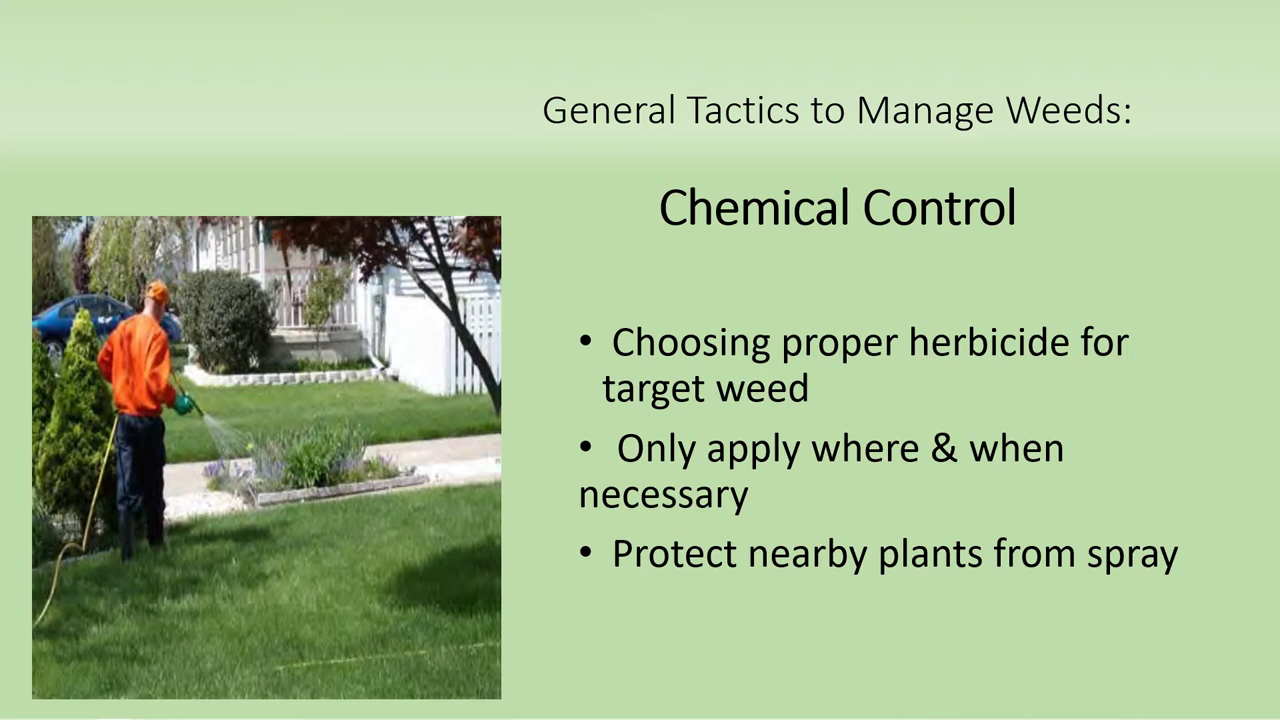 General Tactics to Manage Weeds:
Chemical Control
• Choosing proper herbicide for
target weed
• Only apply where & when
necessary
• Protect nearby plants from spray